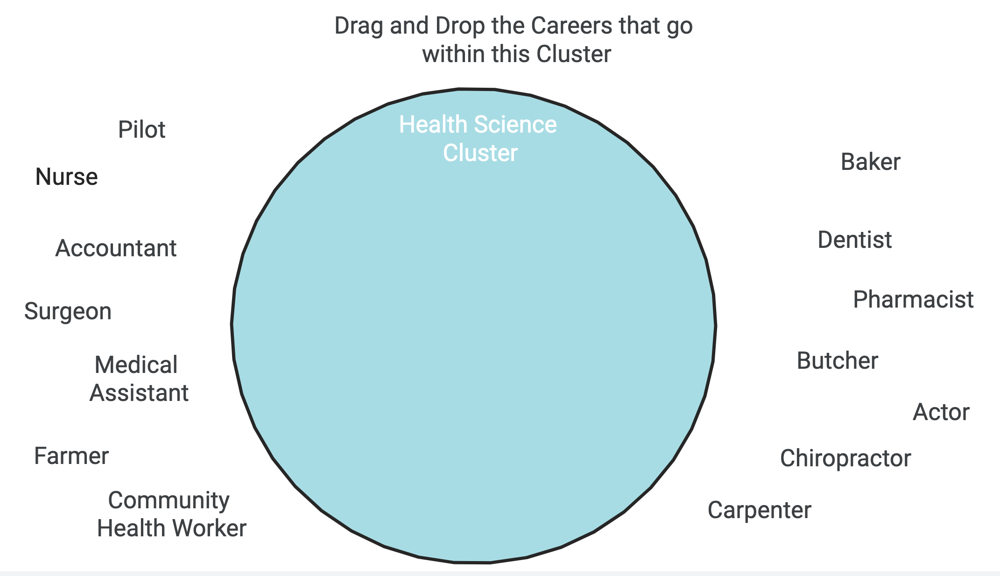 Drag and Drop the Careers that go
within this Cluster
Health Science
Cluster
Pilot
Nurse
Accountant
Surgeon
Medical
Assistant
Farmer
Community
Health Worker
Baker
Dentist
Pharmacist
Butcher
Actor
Chiropractor
Carpenter